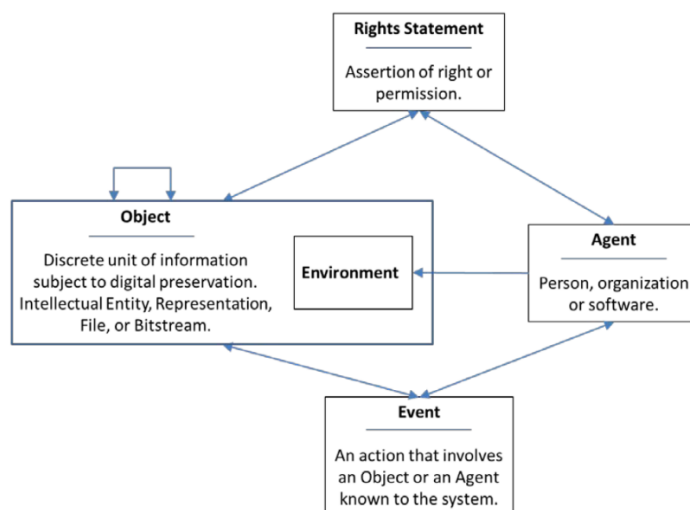 Rights Statement
Assertion of right or
permission.
Object
Discrete unit of information
subject to digital preservation.
Intellectual Entity, Representation,
File, or Bitstream.
Environment
Agent
Person, organization
or software.
Event
An action that involves
an Object or an Agent
known to the system.